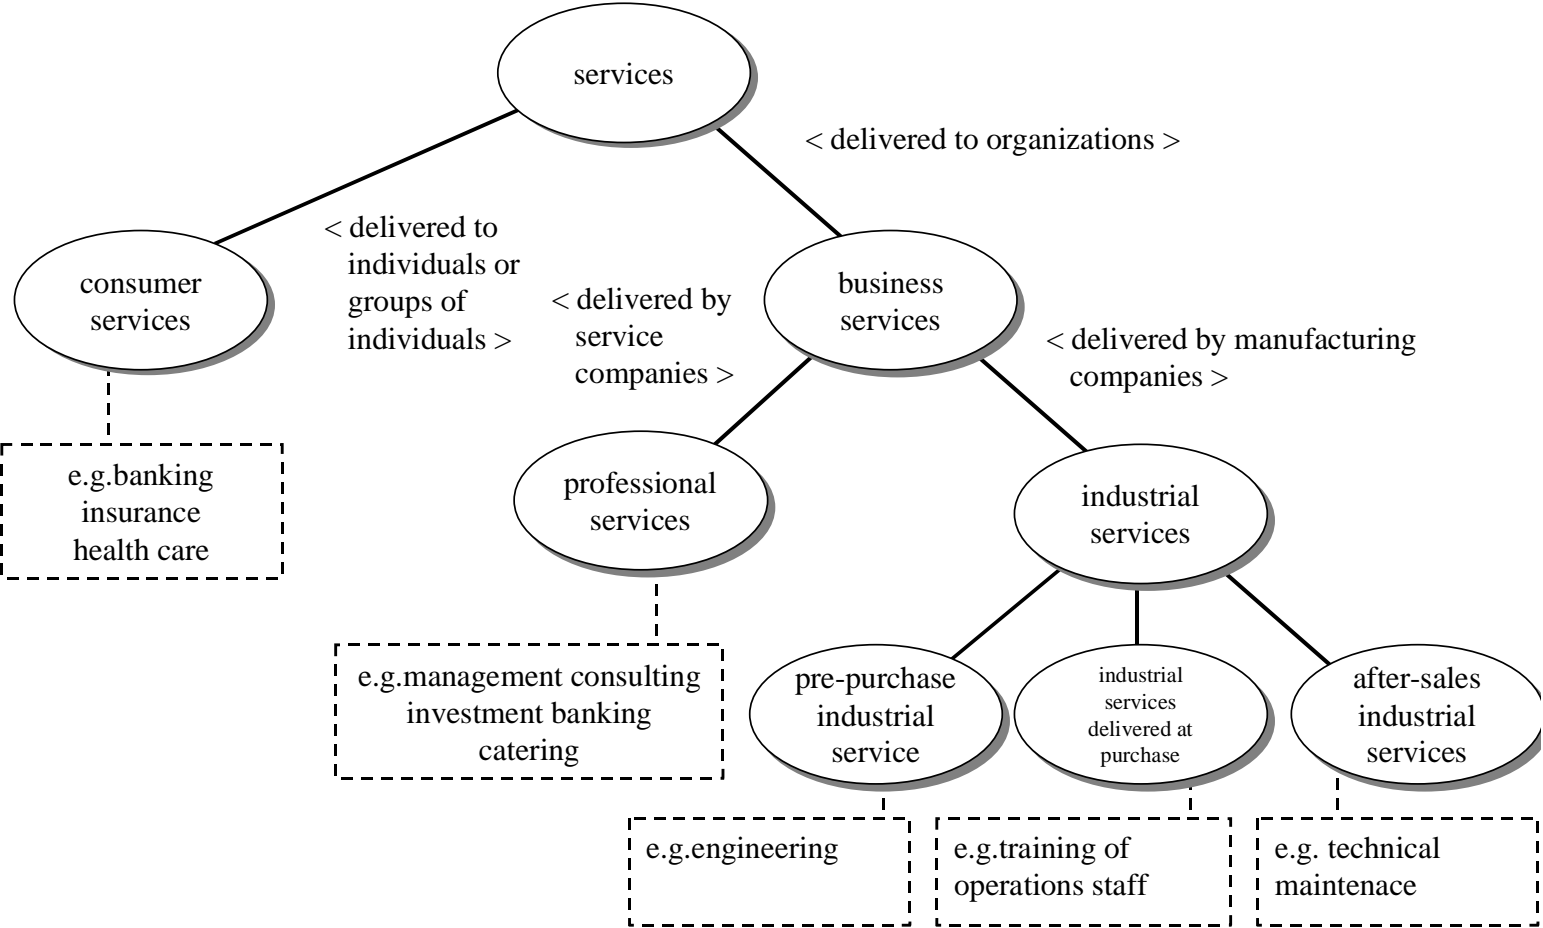 services
< delivered to organizations >
< delivered to
individuals or
groups of
individuals >
consumer
services
business
services
< delivered by
service
companies >
< delivered by manufacturing
companies >
e.g.banking
insurance
health care
professional
services
industrial
services
e.g.management consulting
investment banking
catering
pre-purchase
industrial
service
industrial
services
delivered at
purchase
after-sales
industrial
services
e.g.engineering
e.g.training of
operations staff
e.g. technical
maintenace